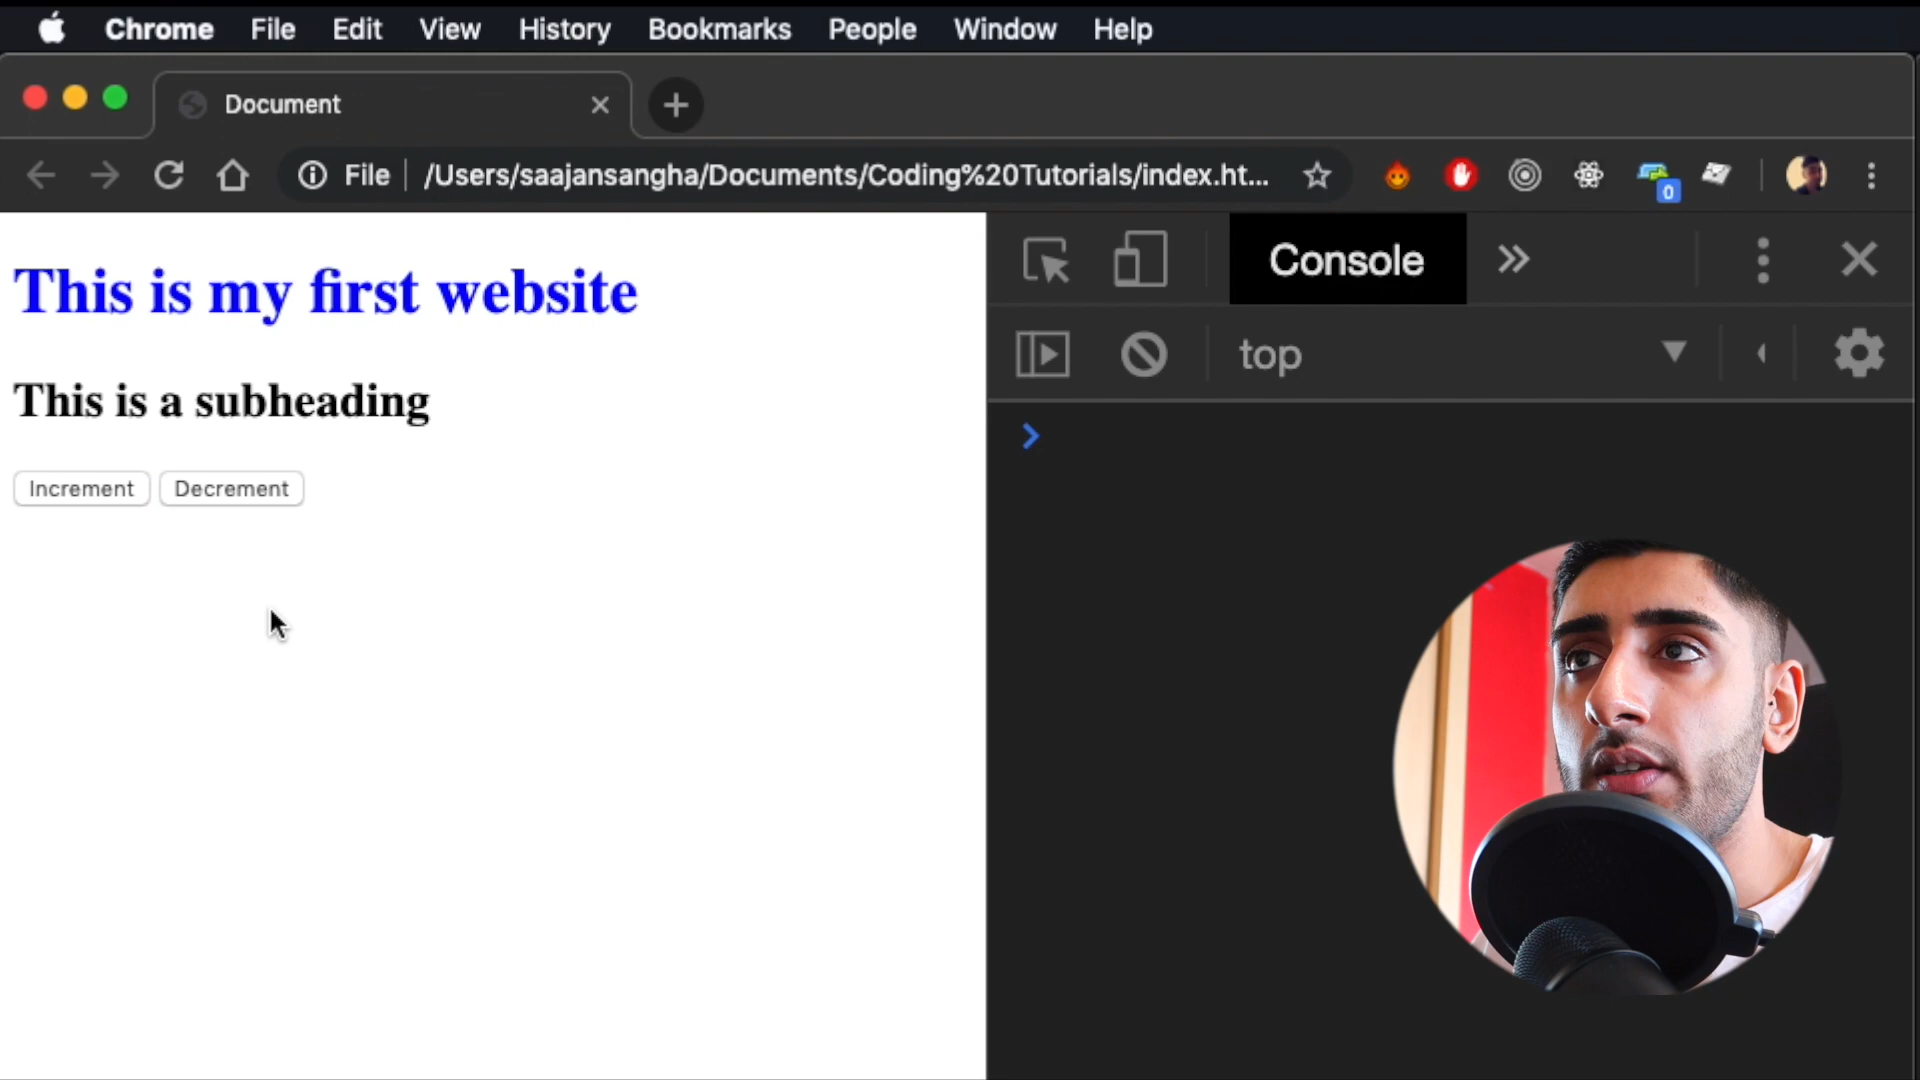 Chrome File Edit View History Bookmarks People Window Help
Document
File /Users/saajansangha/Documents/Coding%20Tutorials/index.ht...
0
Console
top
This is my first website
This is a subheading
Increment Decrement